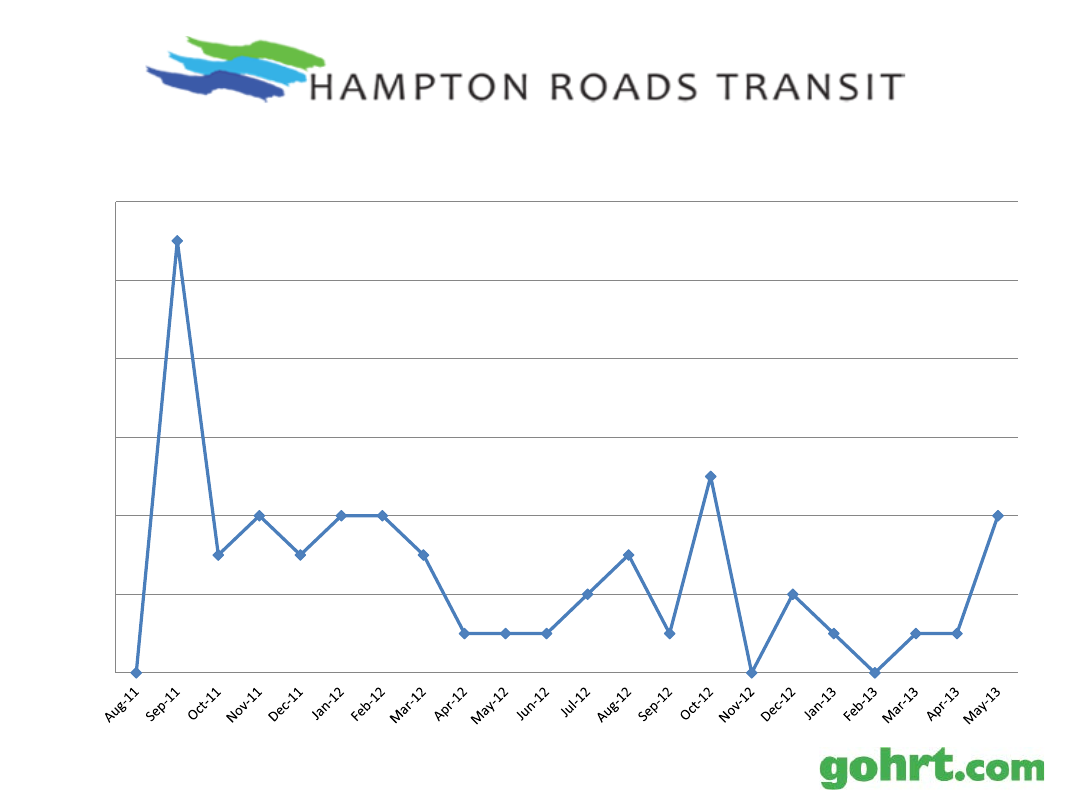 HAMPTON ROADS TRANSIT
Aug-11
Sep-11
Oct-11
Nov-11
Dec-11
Jan-12
Feb-12
Mar-12
Apr-12
May-12
Jun-12
Jul-12
Aug-12
Sep-12
Oct-12
Nov-12
Dec-12
Jan-13
Feb-13
Mar-13
Apr-13
May-13
gohrt.com